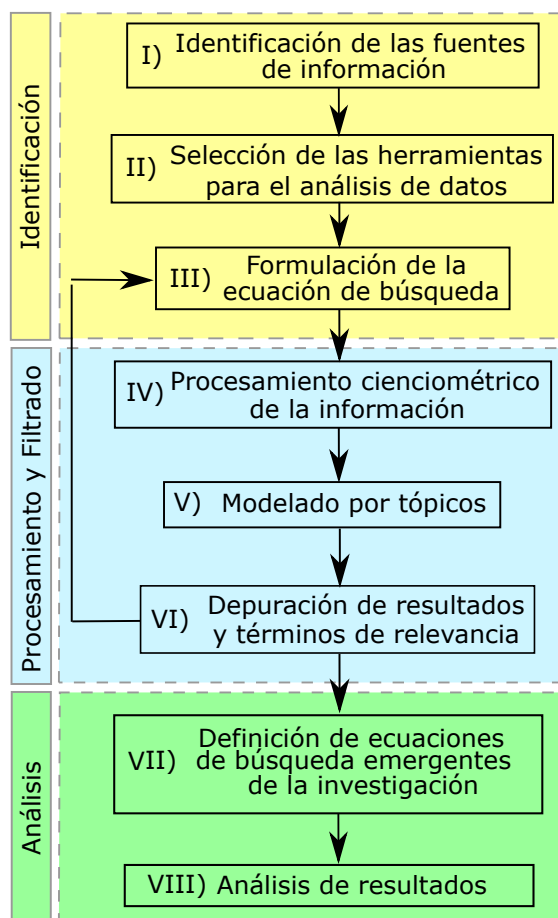 Identificación
I) Identificación de las fuentes
de información
II) Selección de las herramientas
para el análisis de datos
III) Formulación de la
ecuación de búsqueda
Procesamiento y Filtrado
IV) Procesamiento cienciométrico
de la información
V) Modelado por tópicos
VI) Depuración de resultados
y términos de relevancia
Análisis
VII) Definición de ecuaciones
de búsqueda emergentes
de la investigación
VIII) Análisis de resultados